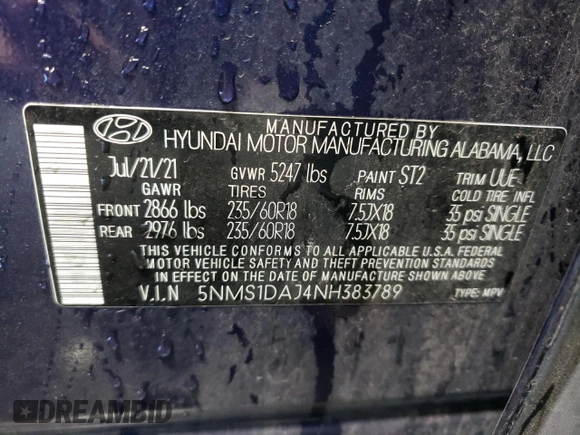 MANUFACTURED BY
HYUNDAI MOTOR MANUFACTURING ALABAMA, LLC
Jul/21/21 GVWR 5247 lbs PAINT ST2 TRIM UUE
GAWR TIRES RIMS COLD TIRE INFL
FRONT 2866 lbs 235/60R18 7.5JX18 35 psi SINGLE
REAR 2976 lbs 235/60R18 7.5JX18 35 psi SINGLE
THIS VEHICLE CONFORMS TO ALL APPLICABLE U.S.A. FEDERAL
MOTOR VEHICLE SAFETY AND THEFT PREVENTION STANDARDS
IN EFFECT ON THE DATE OF MANUFACTURE SHOWN ABOVE.
V.I.N 5NMS1DAJ4NH383789 TYPE: MPV
DREAMBID